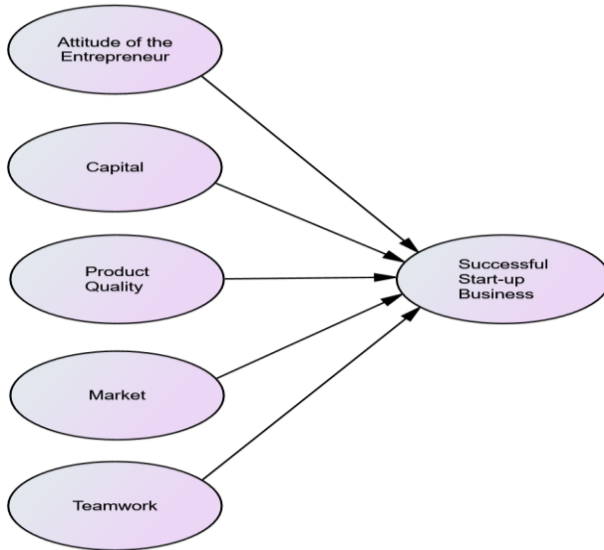 Attitude of the
Entrepreneur
Capital
Product
Quality
Market
Teamwork
Successful
Start-up
Business